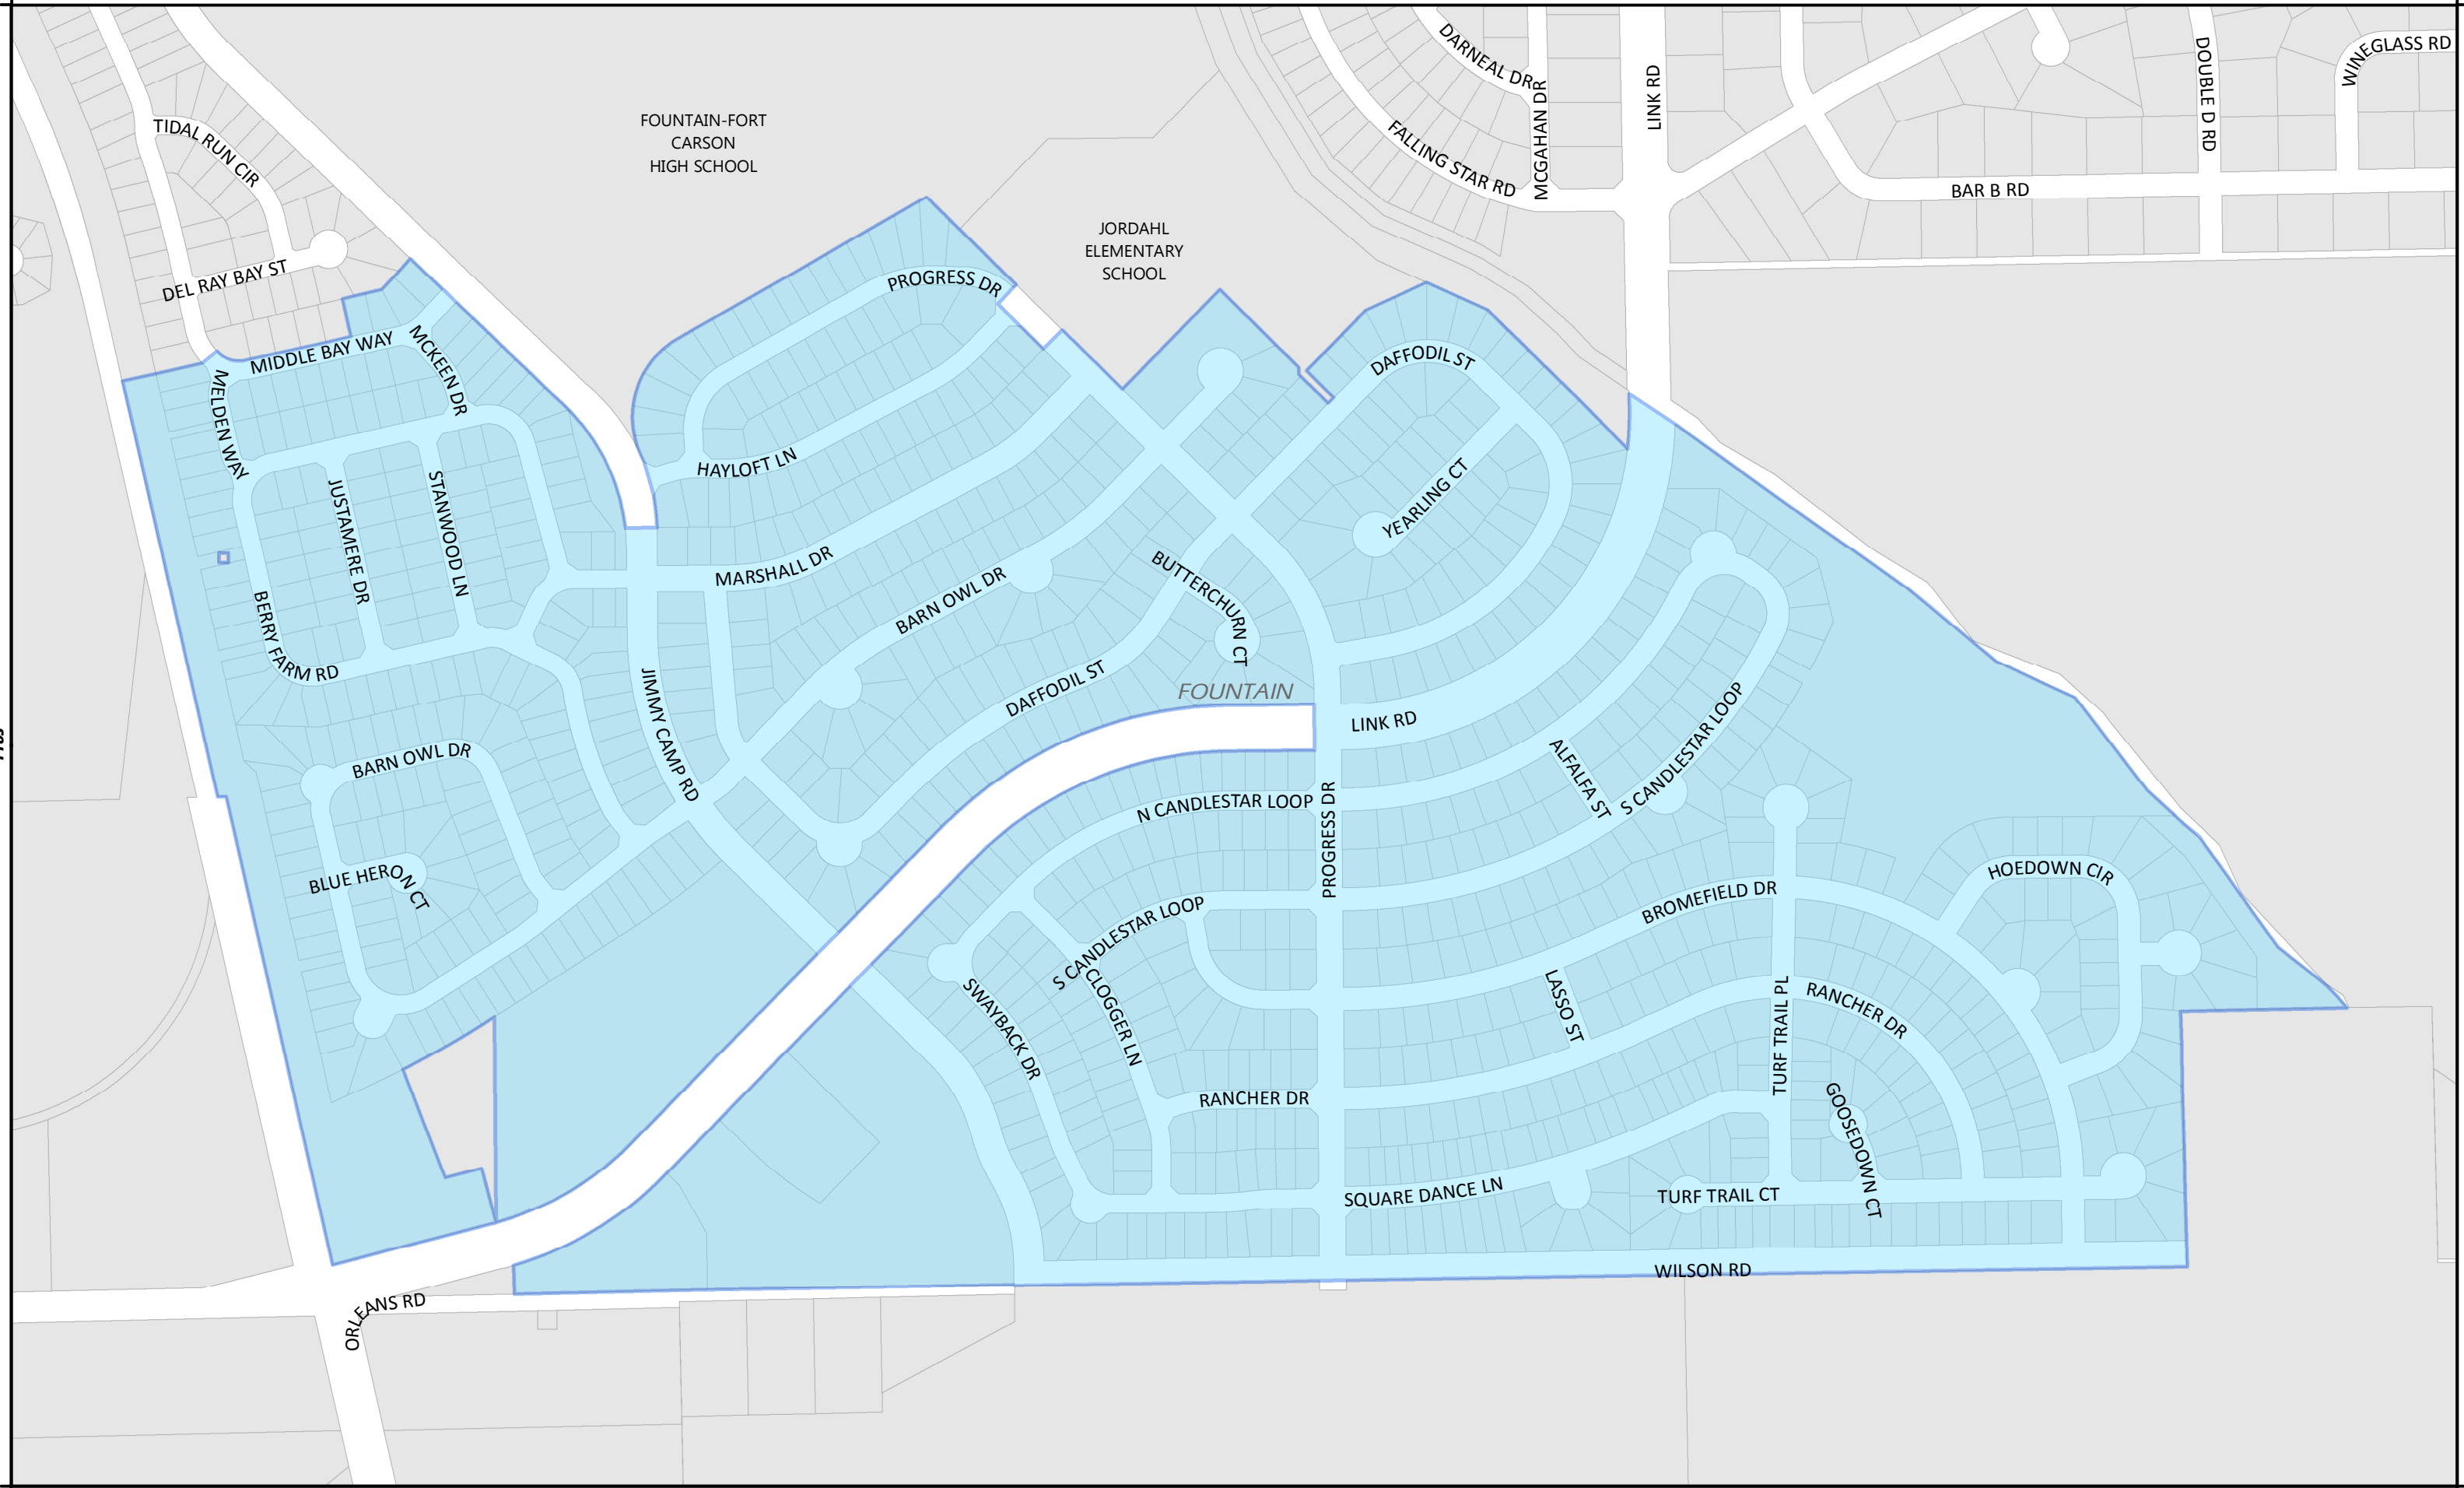 DARNEAL DR
MCGAHAN DR
LINK RD
DOUBLE D RD
WINEGLASS RD
TIDAL RUN CIR
FOUNTAIN-FORT
CARSON
HIGH SCHOOL
FALLING STAR RD
BAR B RD
JORDAHL
ELEMENTARY
SCHOOL
DEL RAY BAY ST
PROGRESS DR
MIDDLE BAY WAY
MCKEEN DR
DAFFODIL ST
MELDEN WAY
HAYLOFT LN
YEARLING CT
JUSTAMERE DR
STANWOOD LN
MARSHALL DR
BARN OWL DR
BUTTERCHURN CT
BERRY FARM RD
JIMMY CAMP RD
DAFFODIL ST
FOUNTAIN
LINK RD
BARN OWL DR
ALFALFA ST
S CANDLESTAR LOOP
N CANDLESTAR LOOP
PROGRESS DR
BLUE HERON CT
HOEDOWN CIR
BROMEFIELD DR
S CANDLESTAR LOOP
SWAYBACK DR
CLOGGER LN
LASSO ST
TURF TRAIL PL
RANCHER DR
RANCHER DR
GOOSEDOWN CT
SQUARE DANCE LN
TURF TRAIL CT
WILSON RD
ORLEANS RD